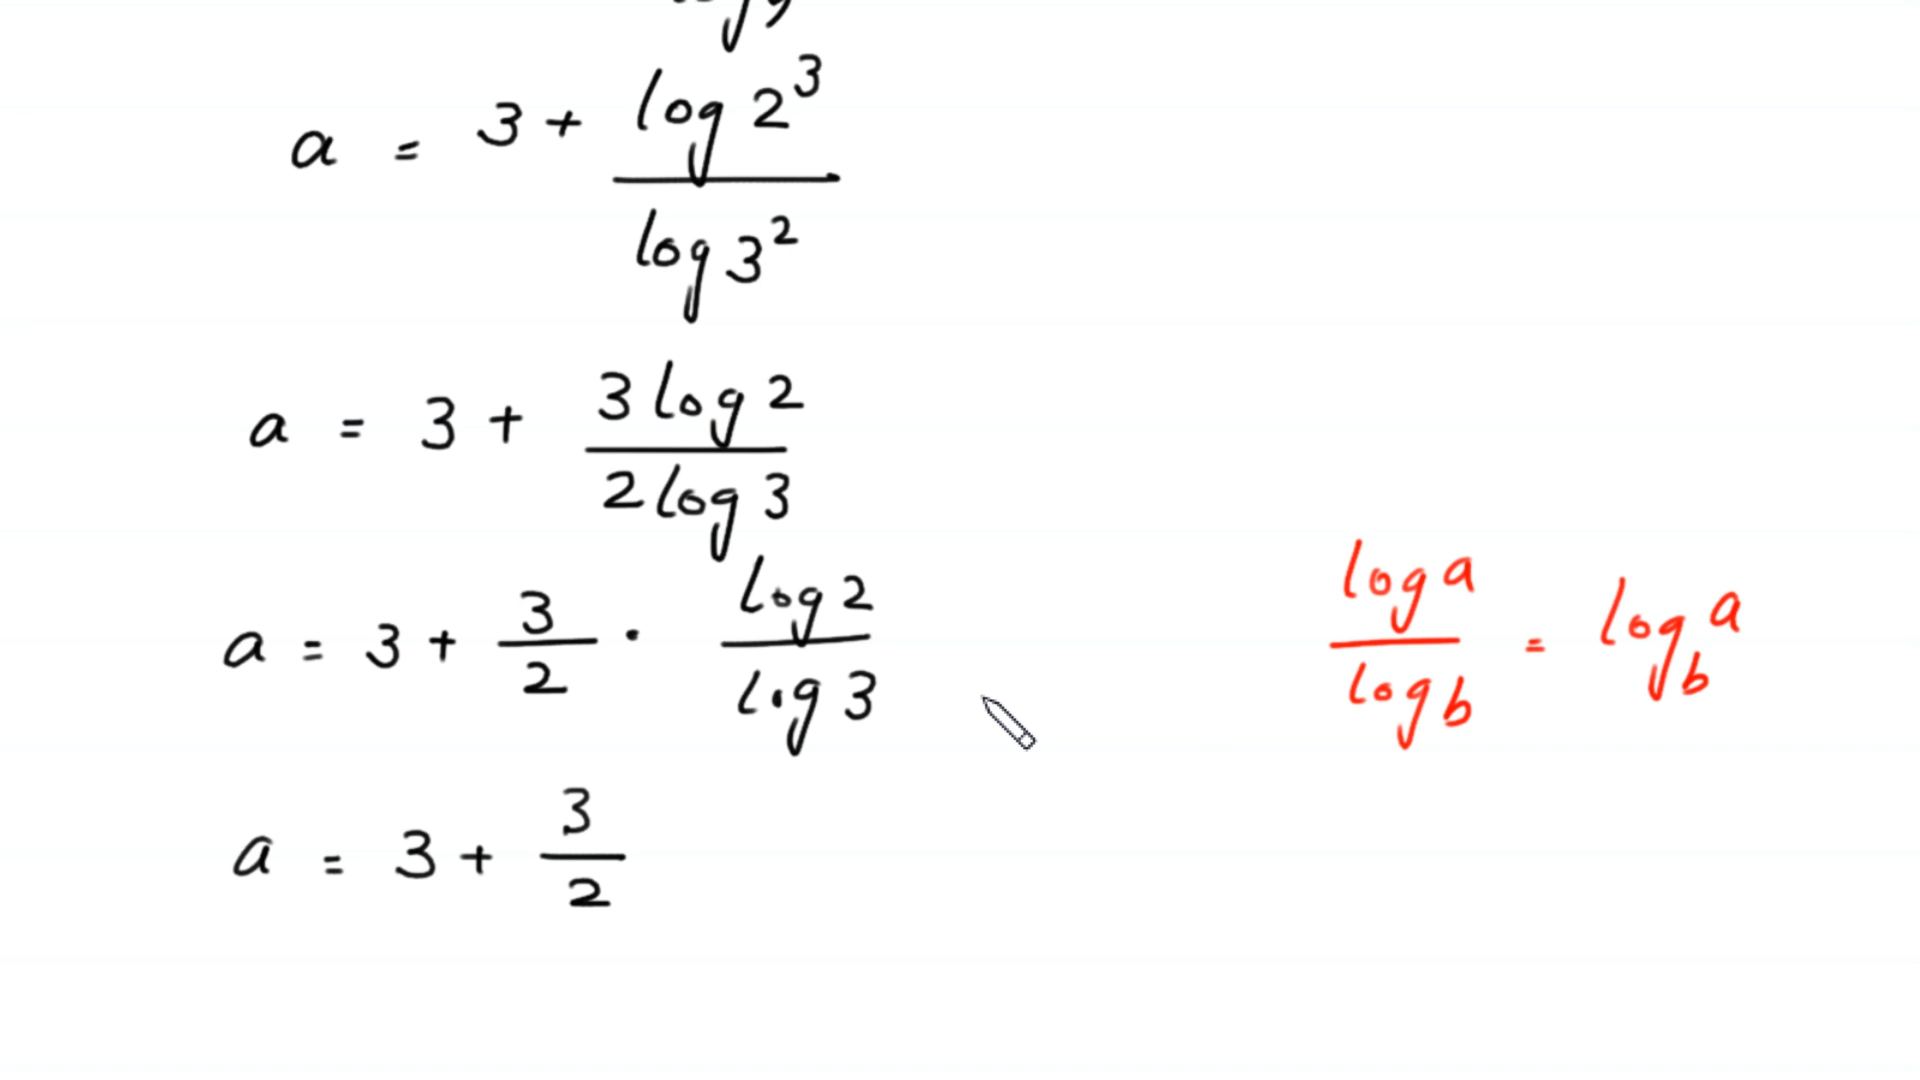 a = 3 + log 2^3 / log 3^2
a = 3 + 3 log 2 / 2 log 3
a = 3 + 3/2 · log 2 / log 3
log a / log b = log_b a
a = 3 + 3/2